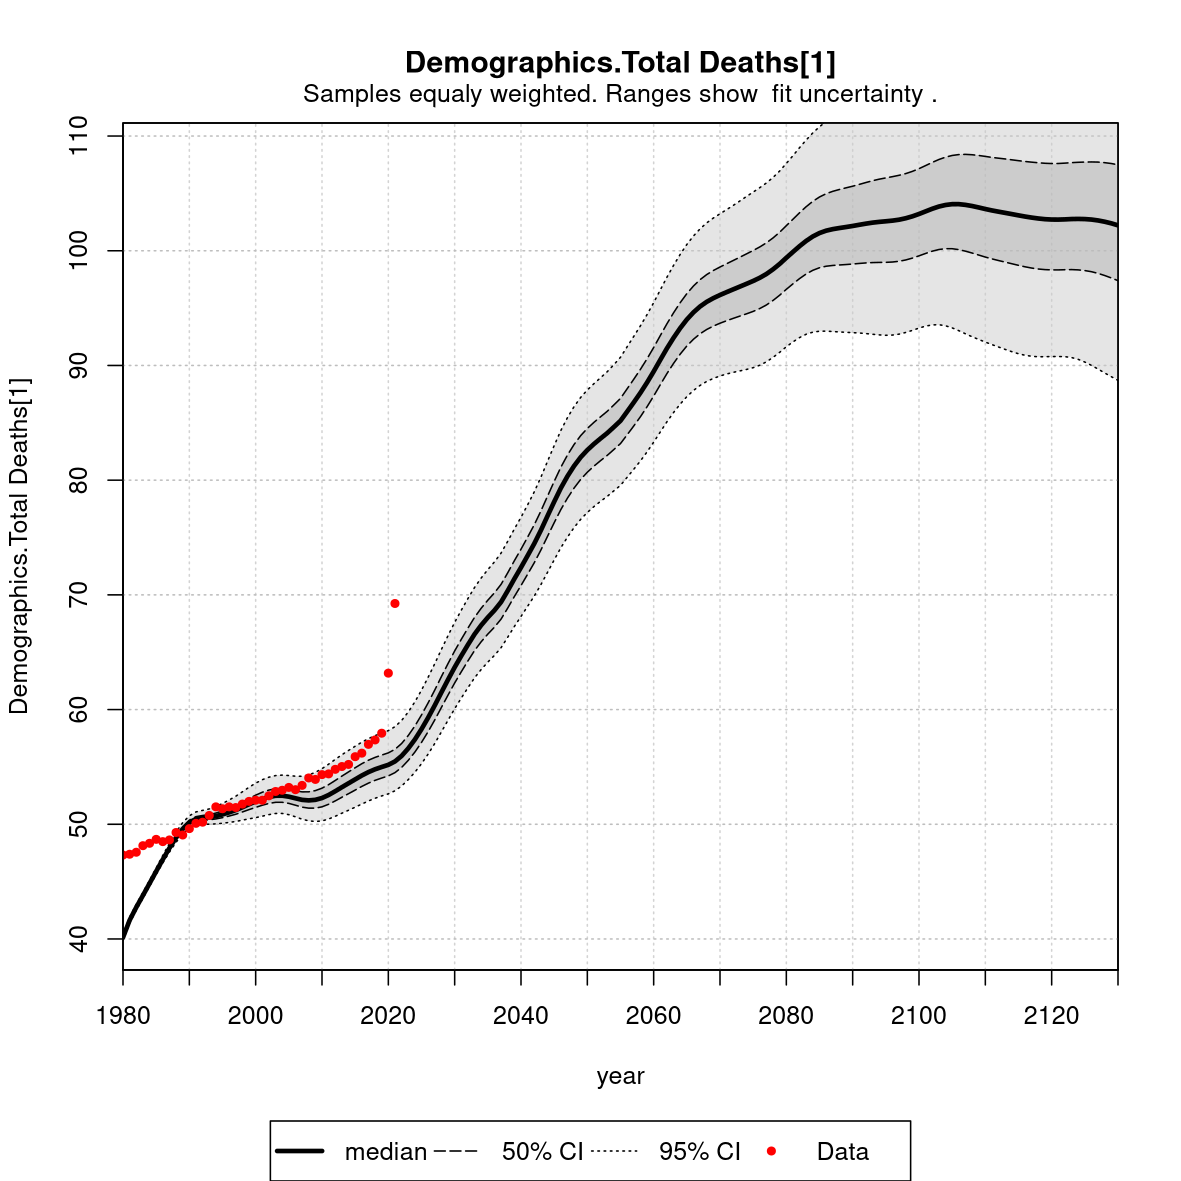 Demographics.Total Deaths[1]
Samples equaly weighted. Ranges show  fit uncertainty .
Demographics.Total Deaths[1]
110
100
90
80
70
60
50
40
1980 2000 2020 2040 2060 2080 2100 2120
year
median 50% CI 95% CI Data